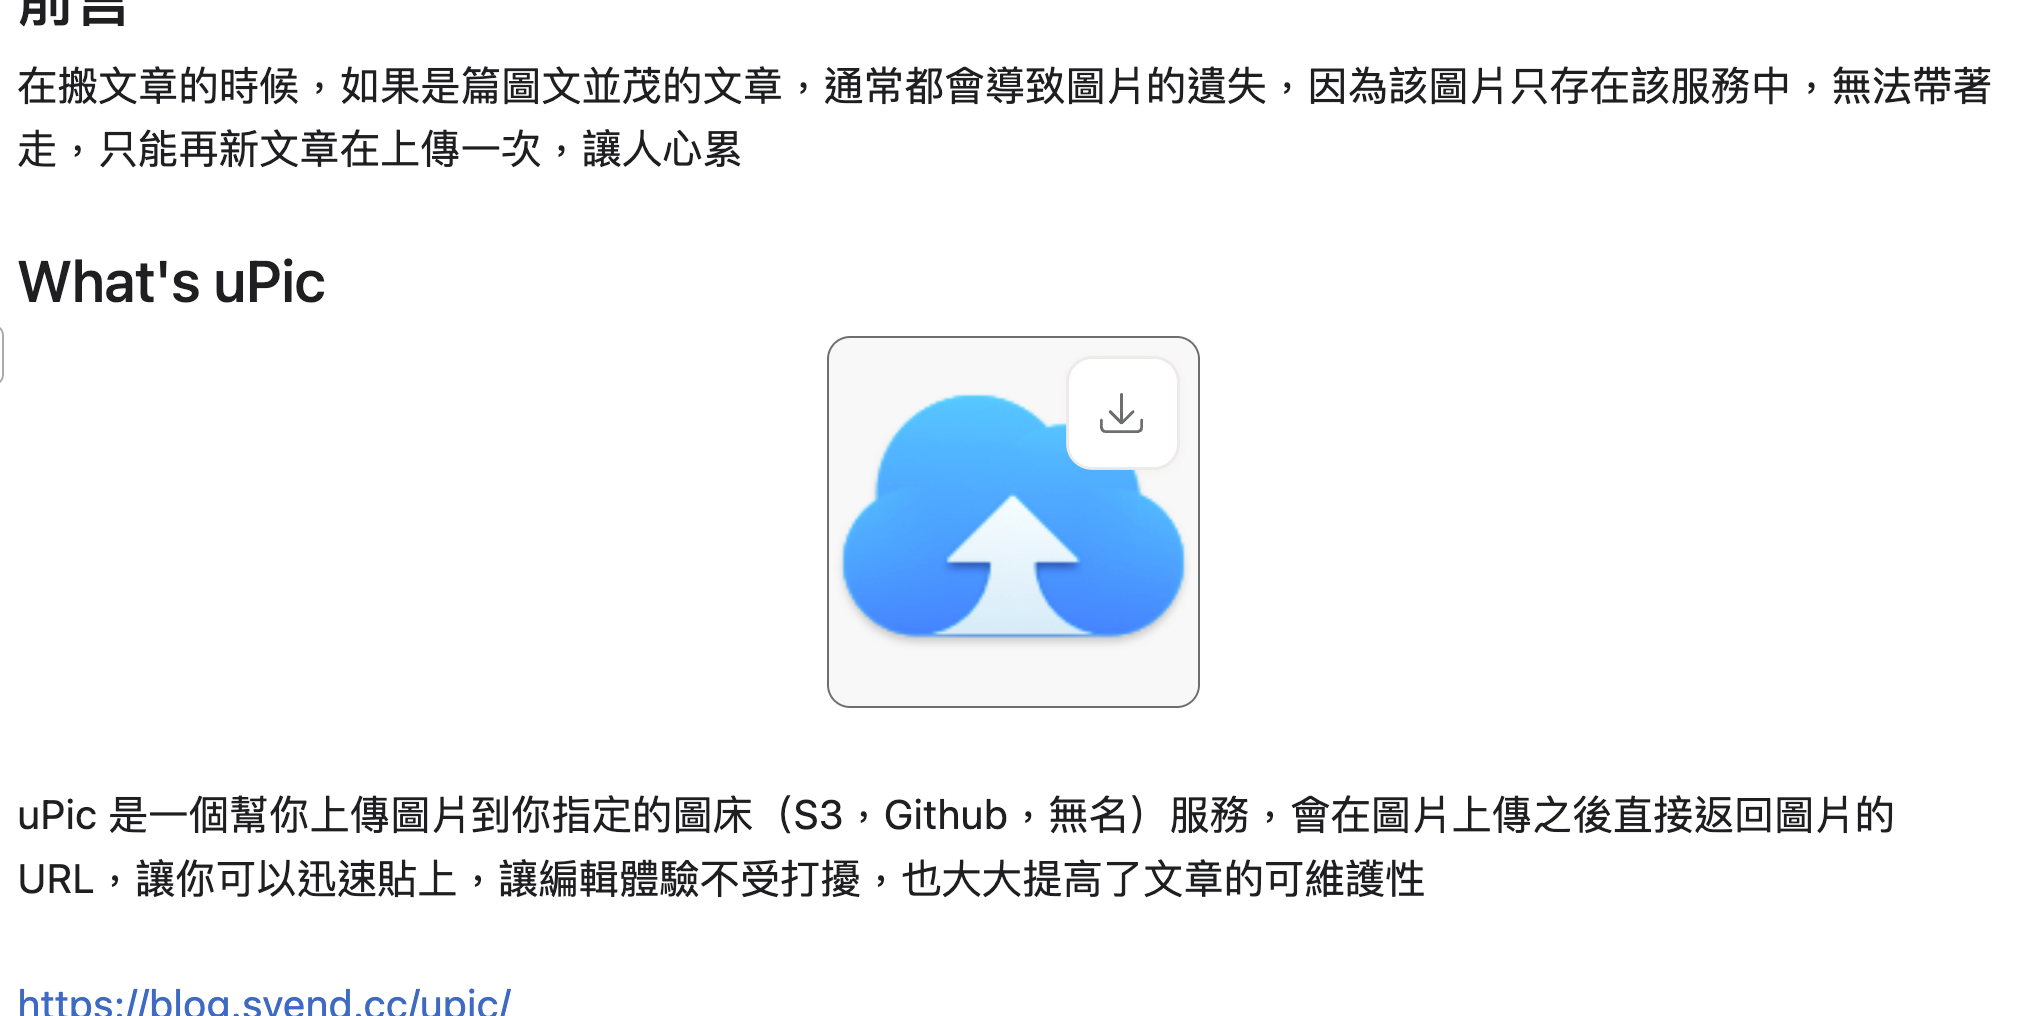 前言
在搬文章的時候，如果是篇圖文並茂的文章，通常都會導致圖片的遺失，因為該圖片只存在該服務中，無法帶著
走，只能再新文章在上傳一次，讓人心累
What's uPic
uPic 是一個幫你上傳圖片到你指定的圖床（S3，Github，無名）服務，會在圖片上傳之後直接返回圖片的
URL，讓你可以迅速貼上，讓編輯體驗不受打擾，也大大提高了文章的可維護性
https://blog.svend.cc/upic/